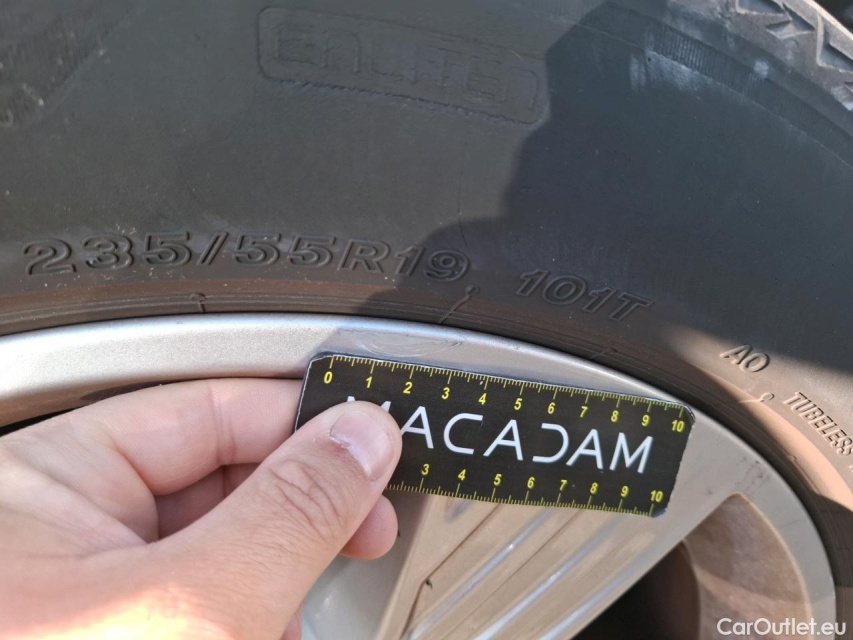 ENLITEN
235/55R19 101T
AO
TUBELESS
0 1 2 3 4 5 6 7 8 9 10
MACADAM
3 4 5 6 7 8 9 10
CarOutlet.eu